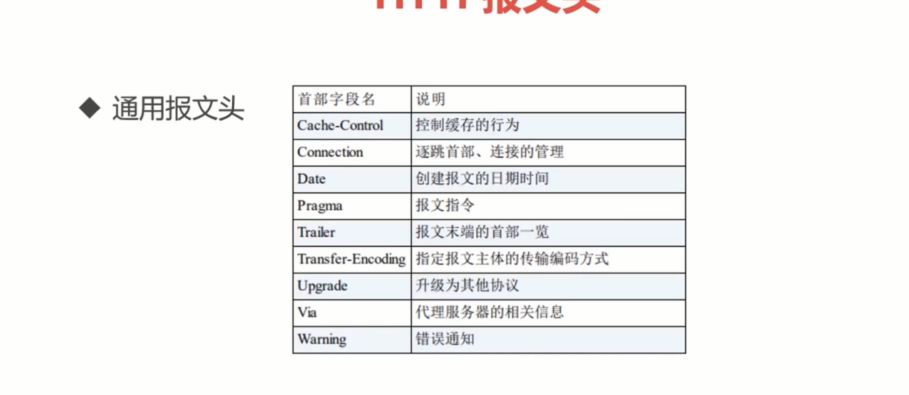 HTTP 报文头
◆ 通用报文头
首部字段名 说明
Cache-Control 控制缓存的行为
Connection 逐跳首部、连接的管理
Date 创建报文的日期时间
Pragma 报文指令
Trailer 报文末端的首部一览
Transfer-Encoding 指定报文主体的传输编码方式
Upgrade 升级为其他协议
Via 代理服务器的相关信息
Warning 错误通知